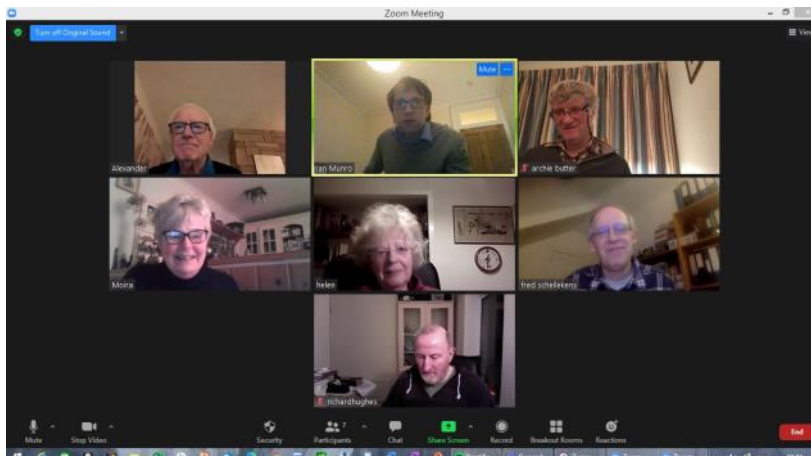 Zoom Meeting
Turn off Original Sound
View
Mute ...
Alexander
Ian Munro
archie butter
Moira
helen
fred schellekens
richardhughes
7
Mute
Stop Video
Security
Participants
Chat
Share Screen
Record
Breakout Rooms
Reactions
End